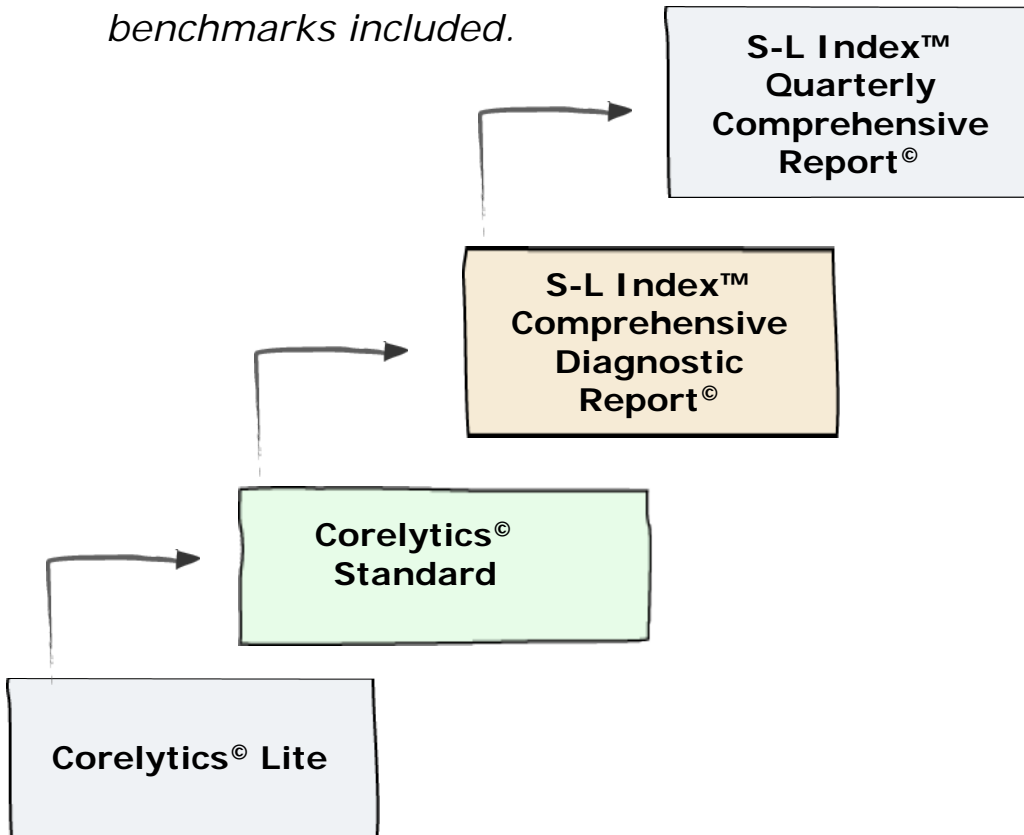 benchmarks included.
S-L Index™
Quarterly
Comprehensive
Report©
S-L Index™
Comprehensive
Diagnostic
Report©
Corelytics©
Standard
Corelytics© Lite